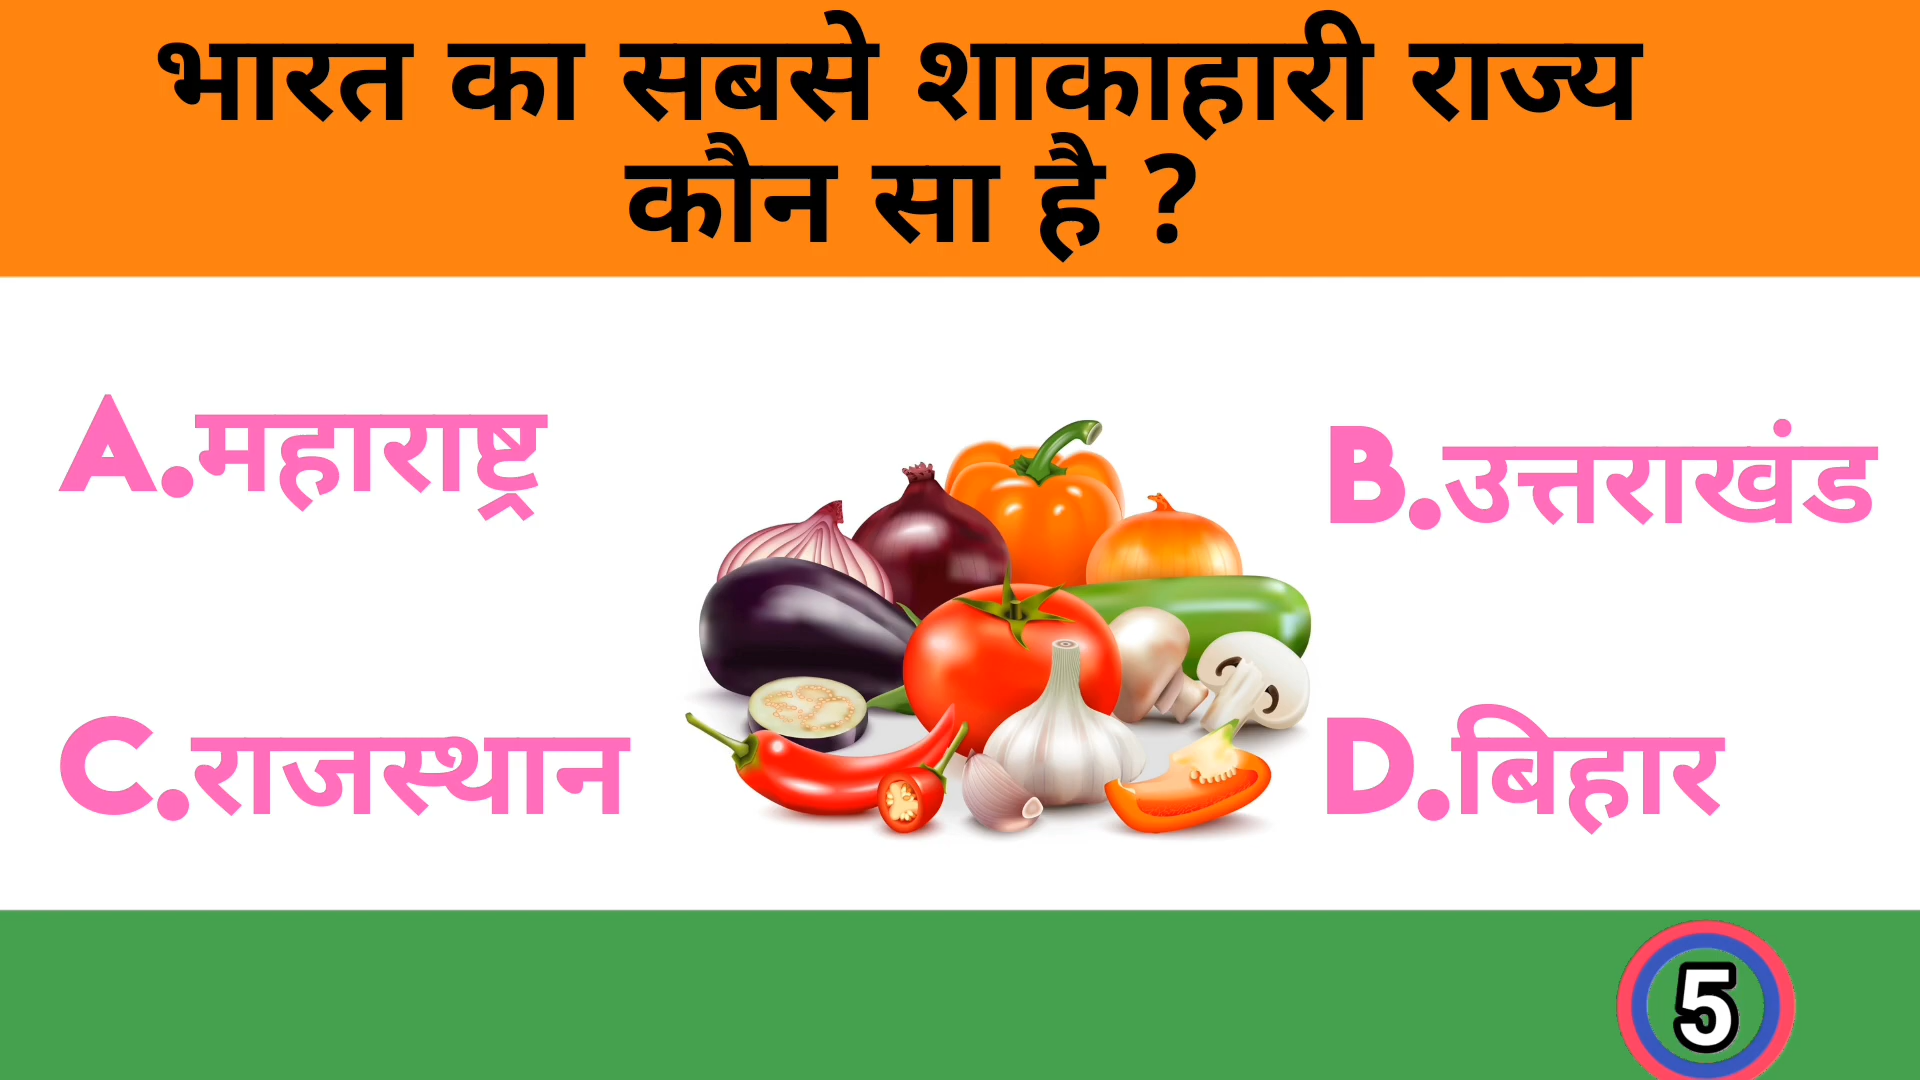 भारत का सबसे शाकाहारी राज्य
कौन सा है ?
A.महाराष्ट्र
B.उत्तराखंड
C.राजस्थान
D.बिहार
5